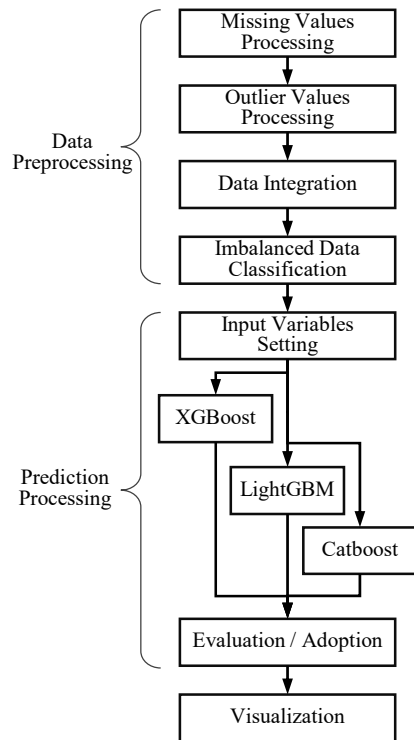 Missing Values
Processing
Outlier Values
Processing
Data
Preprocessing
Data Integration
Imbalanced Data
Classification
Input Variables
Setting
XGBoost
Prediction
Processing
LightGBM
Catboost
Evaluation / Adoption
Visualization